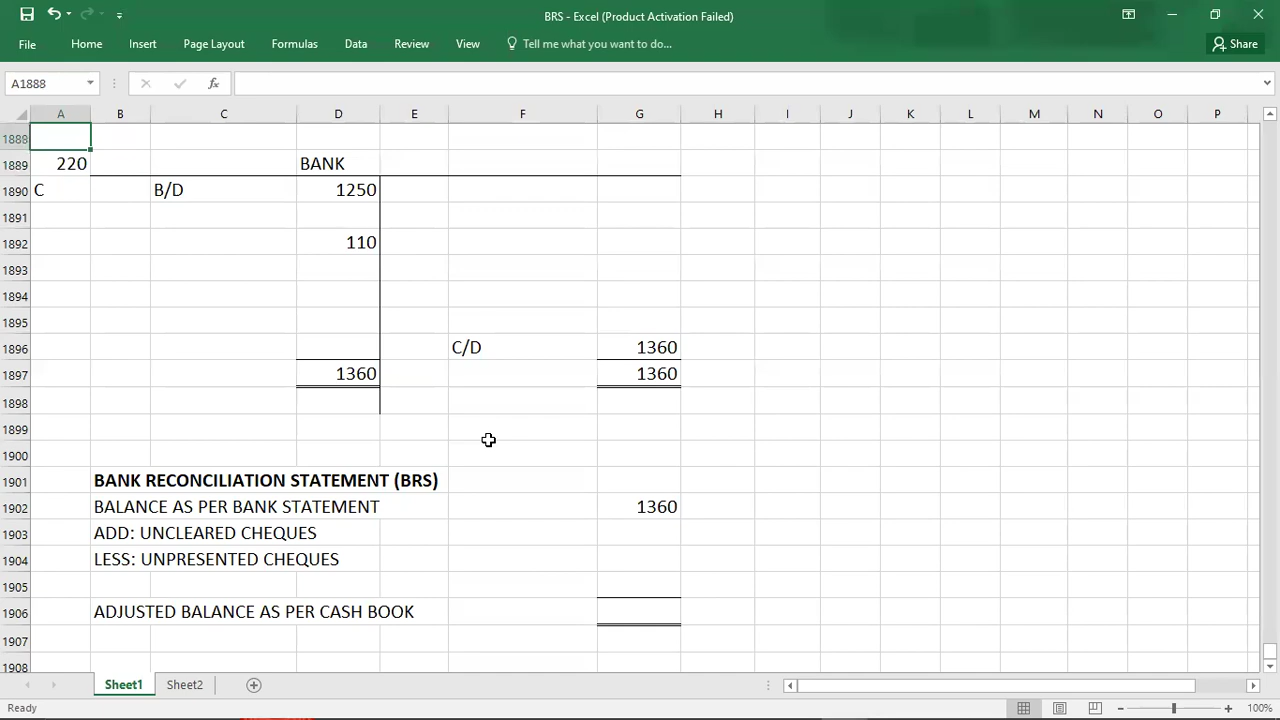 BRS - Excel (Product Activation Failed)
File Home Insert Page Layout Formulas Data Review View Tell me what you want to do... Share
A1888 fx
A B C D E F G H I J K L M N O P
1888
1889 220 BANK
1890 C B/D 1250
1891
1892 110
1893
1894
1895
1896 C/D 1360
1897 1360 1360
1898
1899
1900
1901 BANK RECONCILIATION STATEMENT (BRS)
1902 BALANCE AS PER BANK STATEMENT 1360
1903 ADD: UNCLEARED CHEQUES
1904 LESS: UNPRESENTED CHEQUES
1905
1906 ADJUSTED BALANCE AS PER CASH BOOK
1907
1908
Sheet1 Sheet2
Ready 100%